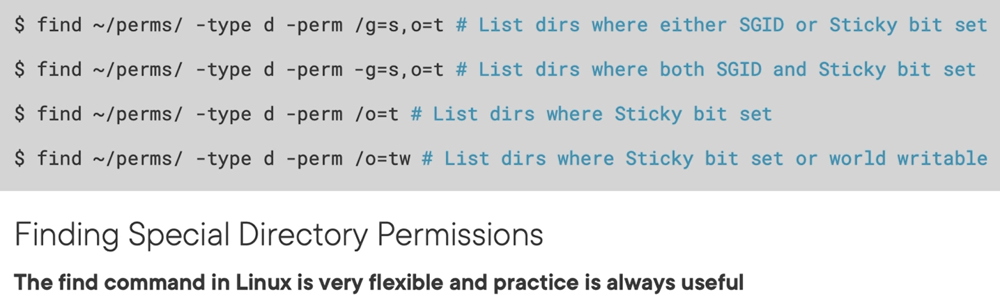 $ find ~/perms/ -type d -perm /g=s,o=t # List dirs where either SGID or Sticky bit set
$ find ~/perms/ -type d -perm -g=s,o=t # List dirs where both SGID and Sticky bit set
$ find ~/perms/ -type d -perm /o=t # List dirs where Sticky bit set
$ find ~/perms/ -type d -perm /o=tw # List dirs where Sticky bit set or world writable
Finding Special Directory Permissions
The find command in Linux is very flexible and practice is always useful